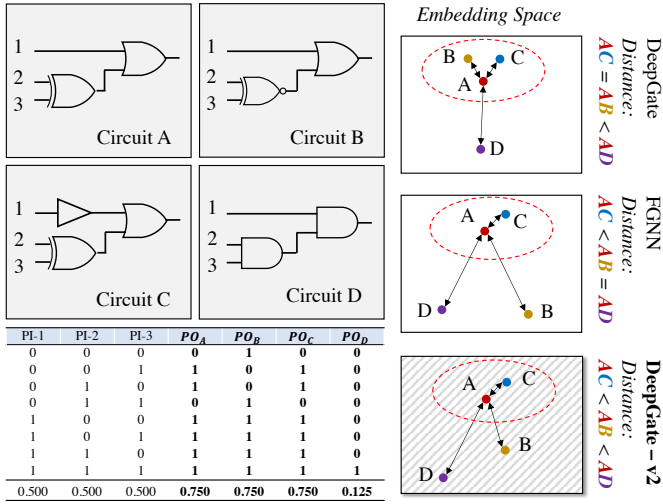 1
2
3
Circuit A
1
2
3
Circuit B
1
2
3
Circuit C
1
2
3
Circuit D
PI-1 PI-2 PI-3 PO_A PO_B PO_C PO_D
0 0 0 0 1 0 0
0 0 1 1 0 1 0
0 1 0 1 0 1 0
0 1 1 0 1 0 0
1 0 0 1 1 1 0
1 0 1 1 1 1 0
1 1 0 1 1 1 0
1 1 1 1 1 1 1
0.500 0.500 0.500 0.750 0.750 0.750 0.125
Embedding Space
B
C
A
D
DeepGate
Distance:
AC = AB < AD
A
C
D
B
FGNN
Distance:
AC < AB = AD
A
C
B
D
DeepGate – v2
Distance:
AC < AB < AD